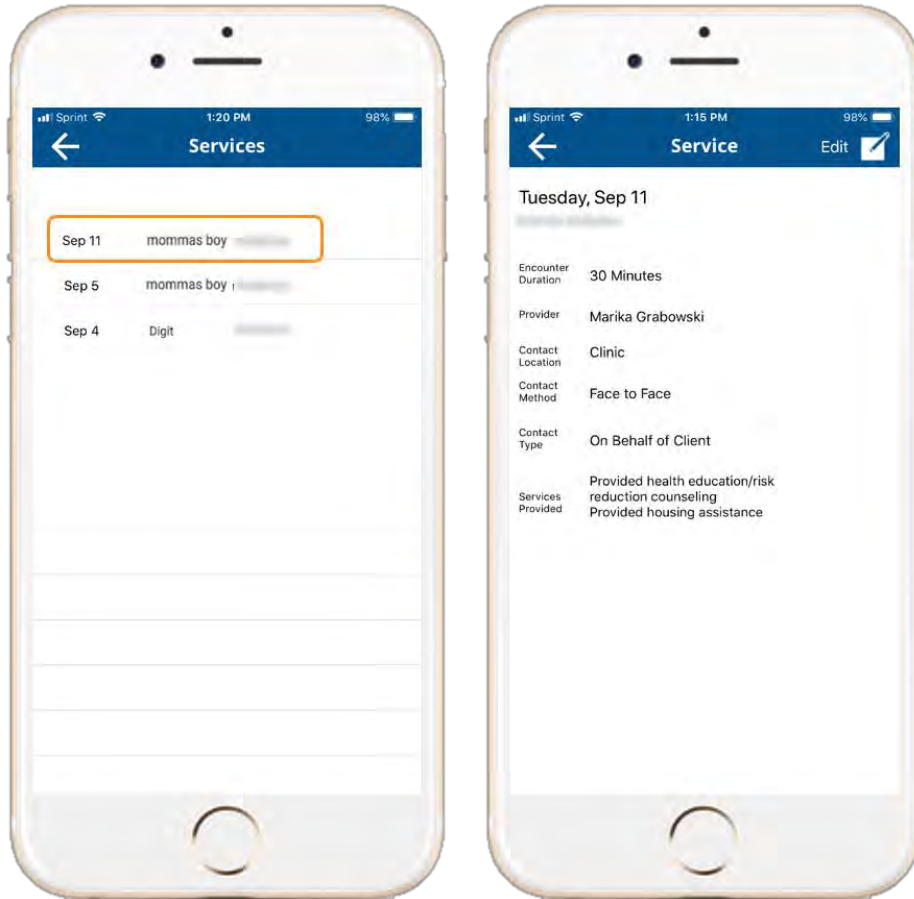 Sprint 1:20 PM 98%
Services
Sep 11 mommas boy
Sep 5 mommas boy
Sep 4 Digit
Sprint 1:15 PM 98%
Service Edit
Tuesday, Sep 11
Encounter
Duration
30 Minutes
Provider
Marika Grabowski
Contact
Location
Clinic
Contact
Method
Face to Face
Contact
Type
On Behalf of Client
Services
Provided
Provided health education/risk
reduction counseling
Provided housing assistance